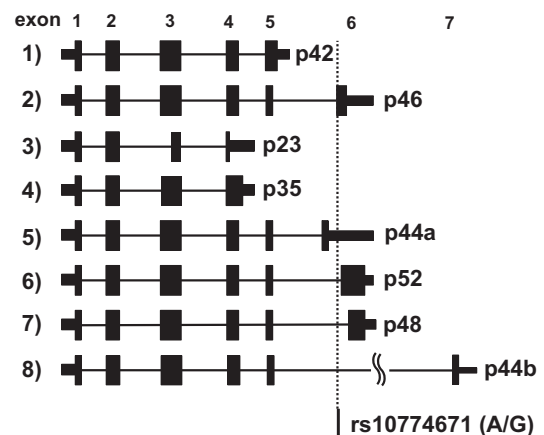 exon 1 2 3 4 5 6 7
1) p42
2) p46
3) p23
4) p35
5) p44a
6) p52
7) p48
8) p44b
rs10774671 (A/G)